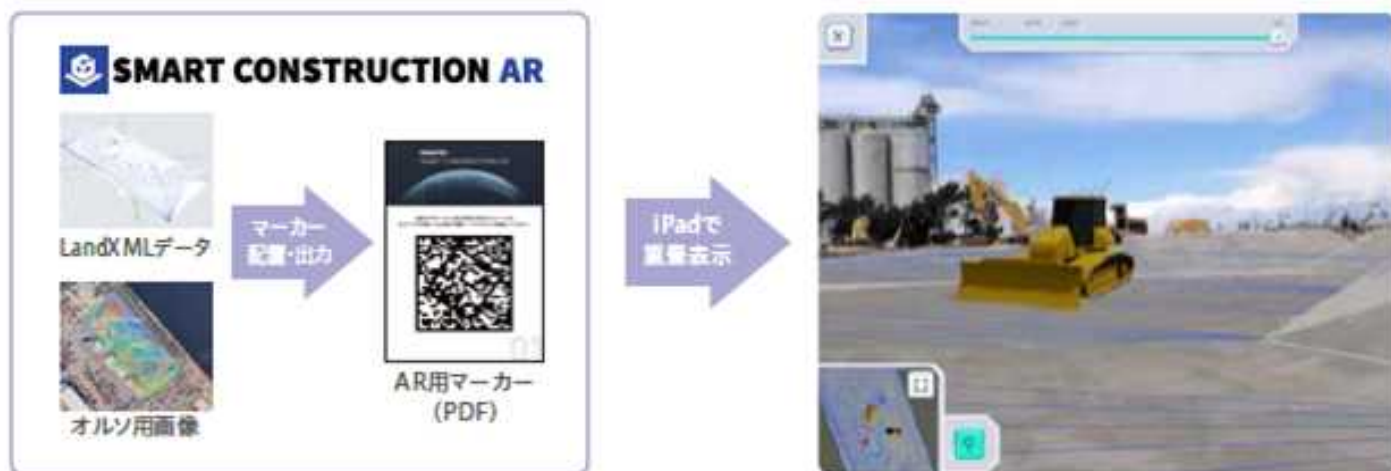 SMART CONSTRUCTION AR
LandXMLデータ
マーカー
配置・出力
オルソ用画像
01
AR用マーカー
(PDF)
iPadで
重畳表示